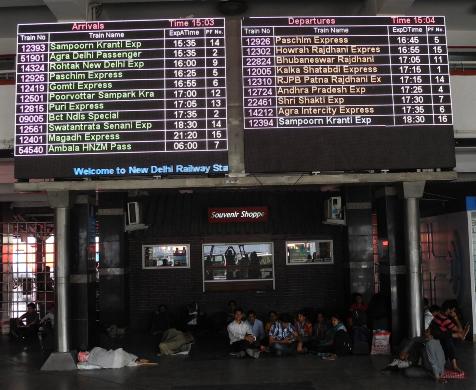 Arrivals Time 15:03
Train No Train Name ExpATime PF No.
12393 Sampoorn Kranti Exp 15:35 14
51901 Agra Delhi Passenger 15:35 2
14324 Rohtak New Delhi Exp 16:00 9
12926 Paschim Express 16:25 5
12419 Gomti Express 16:55 6
12501 Poorvottar Sampark Kra 17:00 12
12815 Puri Express 17:05 13
09005 Bct Ndls Special 17:35 2
12561 Swatantrata Senani Exp 18:30 14
12401 Magadh Express 21:20 15
54540 Ambala HNZM Pass 06:00 7
Welcome to New Delhi Railway Sta
Departures Time 15:04
Train No Train Name ExpDTime PF No.
12926 Paschim Express 16:45 5
12302 Howrah Rajdhani Expres 16:55 15
22824 Bhubaneswar Rajdhani 17:05 11
12005 Kalka Shatabdi Express 17:15 2
12310 RJPB Patna Rajdhani Ex 17:15 14
12724 Andhra Pradesh Exp 17:25 4
22461 Shri Shakti Exp 17:30 7
14212 Agra Intercity Express 17:35 6
12394 Sampoorn Kranti Exp 18:30 16
Souvenir Shoppe